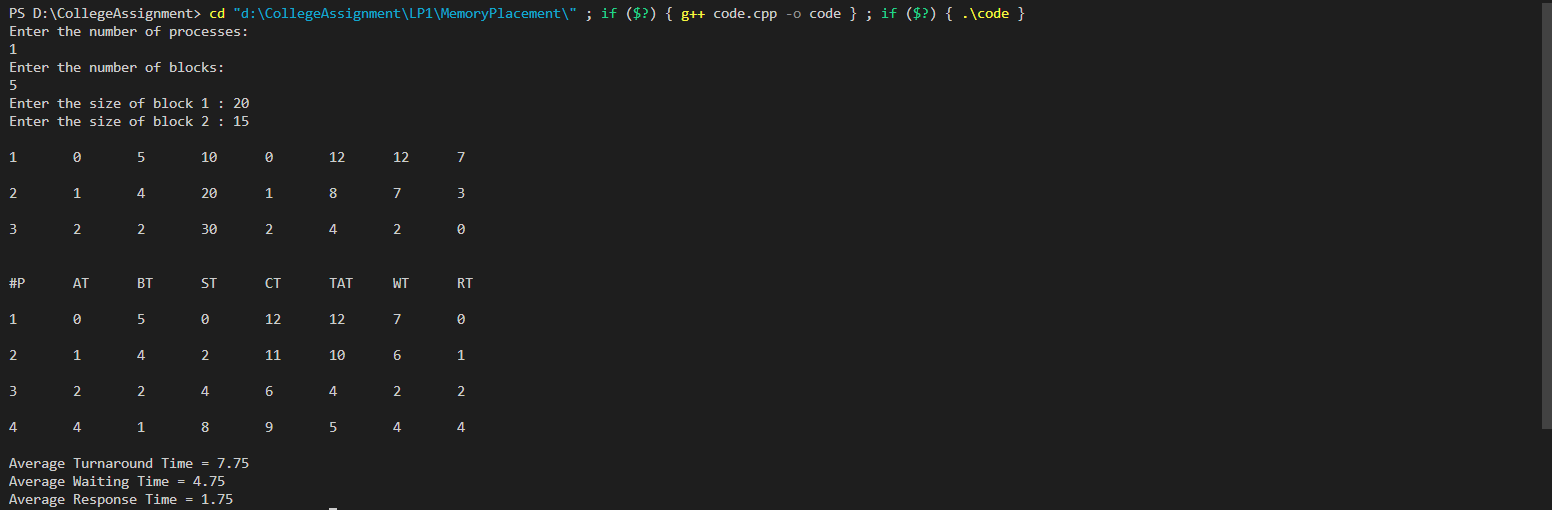 PS D:\CollegeAssignment> cd "d:\CollegeAssignment\LP1\MemoryPlacement\" ; if ($?) { g++ code.cpp -o code } ; if ($?) { .\code }
Enter the number of processes:
1
Enter the number of blocks:
5
Enter the size of block 1 : 20
Enter the size of block 2 : 15
1 0 5 10 0 12 12 7
2 1 4 20 1 8 7 3
3 2 2 30 2 4 2 0
#P AT BT ST CT TAT WT RT
1 0 5 0 12 12 7 0
2 1 4 2 11 10 6 1
3 2 2 4 6 4 2 2
4 4 1 8 9 5 4 4
Average Turnaround Time = 7.75
Average Waiting Time = 4.75
Average Response Time = 1.75